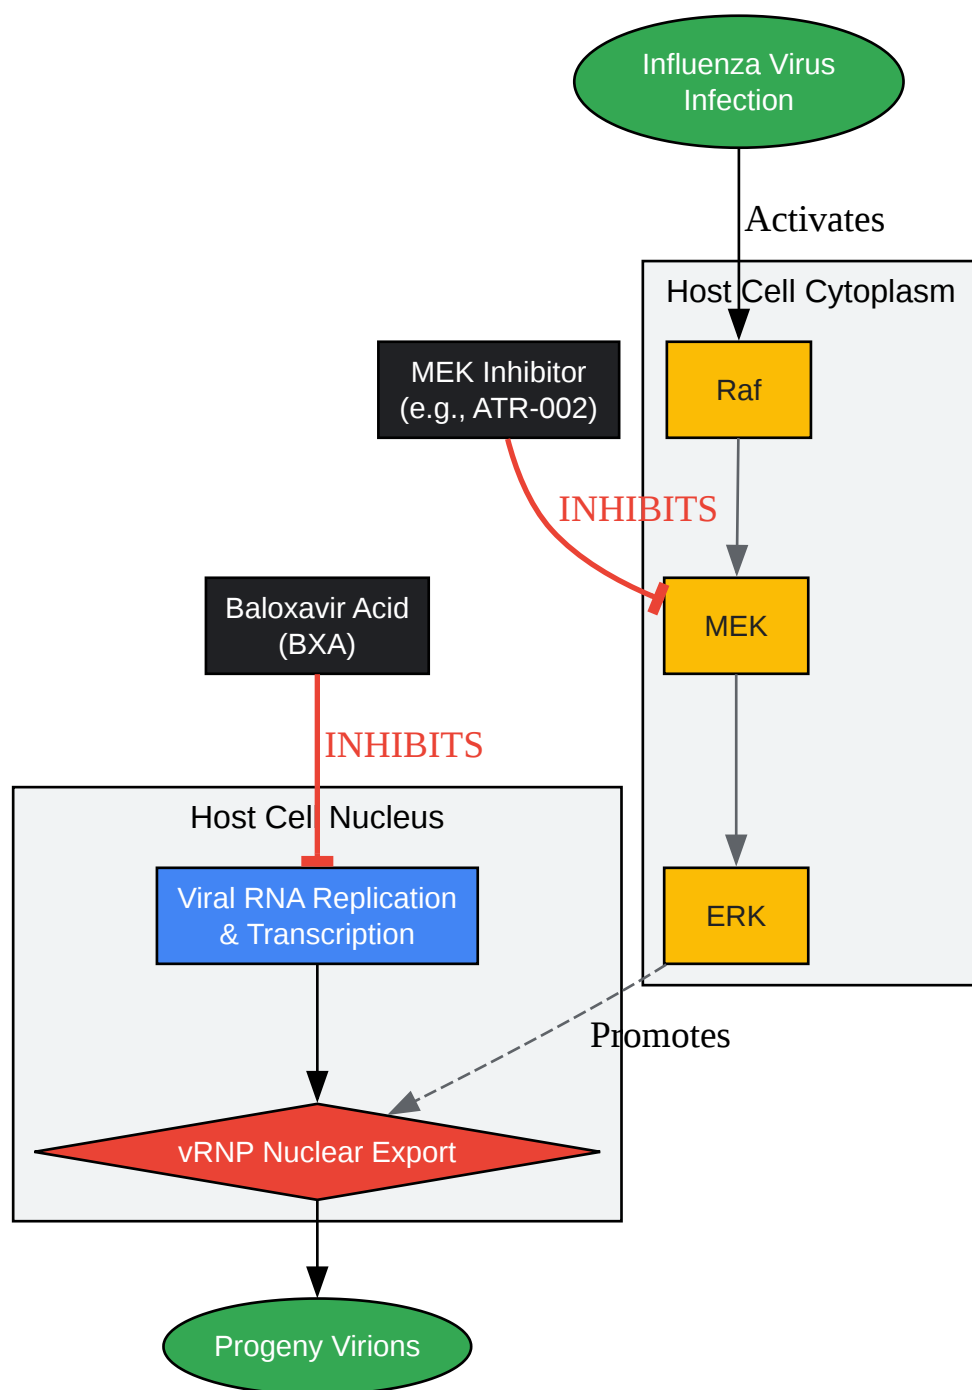 Influenza Virus
Infection
Activates
Host Cell Cytoplasm
MEK Inhibitor
(e.g., ATR-002)
Raf
INHIBITS
Baloxavir Acid
(BXA)
MEK
INHIBITS
Host Cell Nucleus
Viral RNA Replication
& Transcription
ERK
Promotes
vRNP Nuclear Export
Progeny Virions